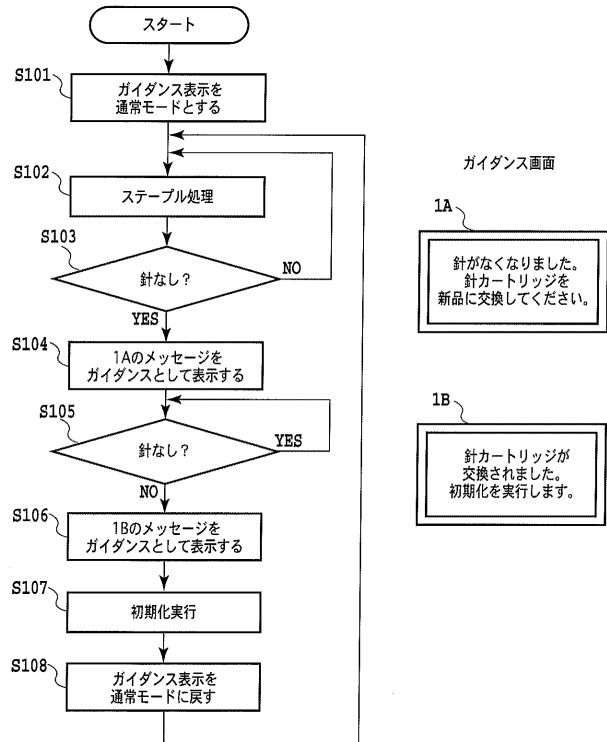 スタート
S101
ガイダンス表示を
通常モードとする
S102
ステープル処理
S103
針なし?
NO
YES
S104
1Aのメッセージを
ガイダンスとして表示する
S105
針なし?
YES
NO
S106
1Bのメッセージを
ガイダンスとして表示する
S107
初期化実行
S108
ガイダンス表示を
通常モードに戻す
ガイダンス画面
1A
針がなくなりました。
針カートリッジを
新品に交換してください。
1B
針カートリッジが
交換されました。
初期化を実行します。